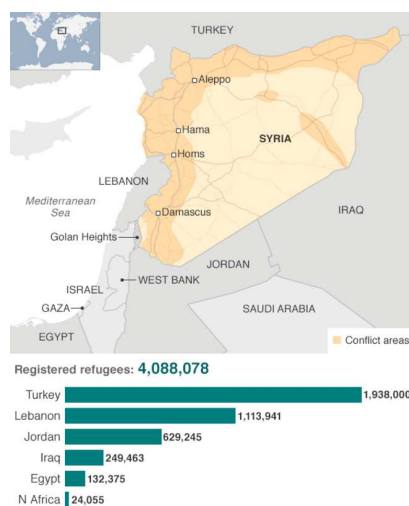 TURKEY
Aleppo
Hama
SYRIA
Homs
LEBANON
Mediterranean
Sea
Damascus
IRAQ
Golan Heights
JORDAN
WEST BANK
ISRAEL
GAZA
SAUDI ARABIA
EGYPT
Conflict areas
Registered refugees: 4,088,078
Turkey 1,938,000
Lebanon 1,113,941
Jordan 629,245
Iraq 249,463
Egypt 132,375
N Africa 24,055